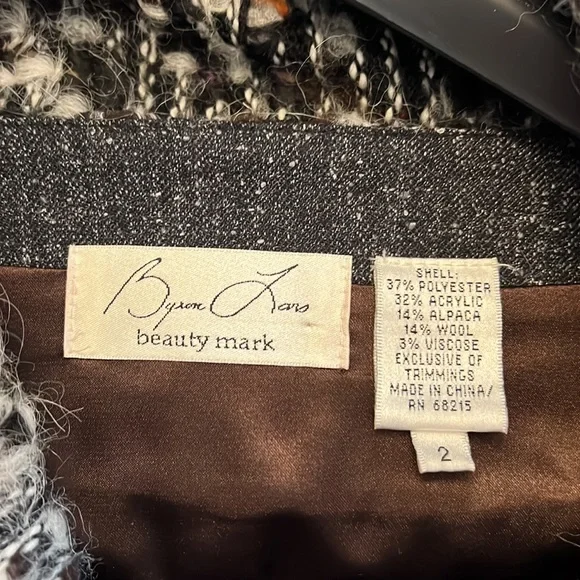 Byron Lars
beauty mark
SHELL:
37% POLYESTER
32% ACRYLIC
14% ALPACA
14% WOOL
3% VISCOSE
EXCLUSIVE OF
TRIMMINGS
MADE IN CHINA/
RN 68215
2